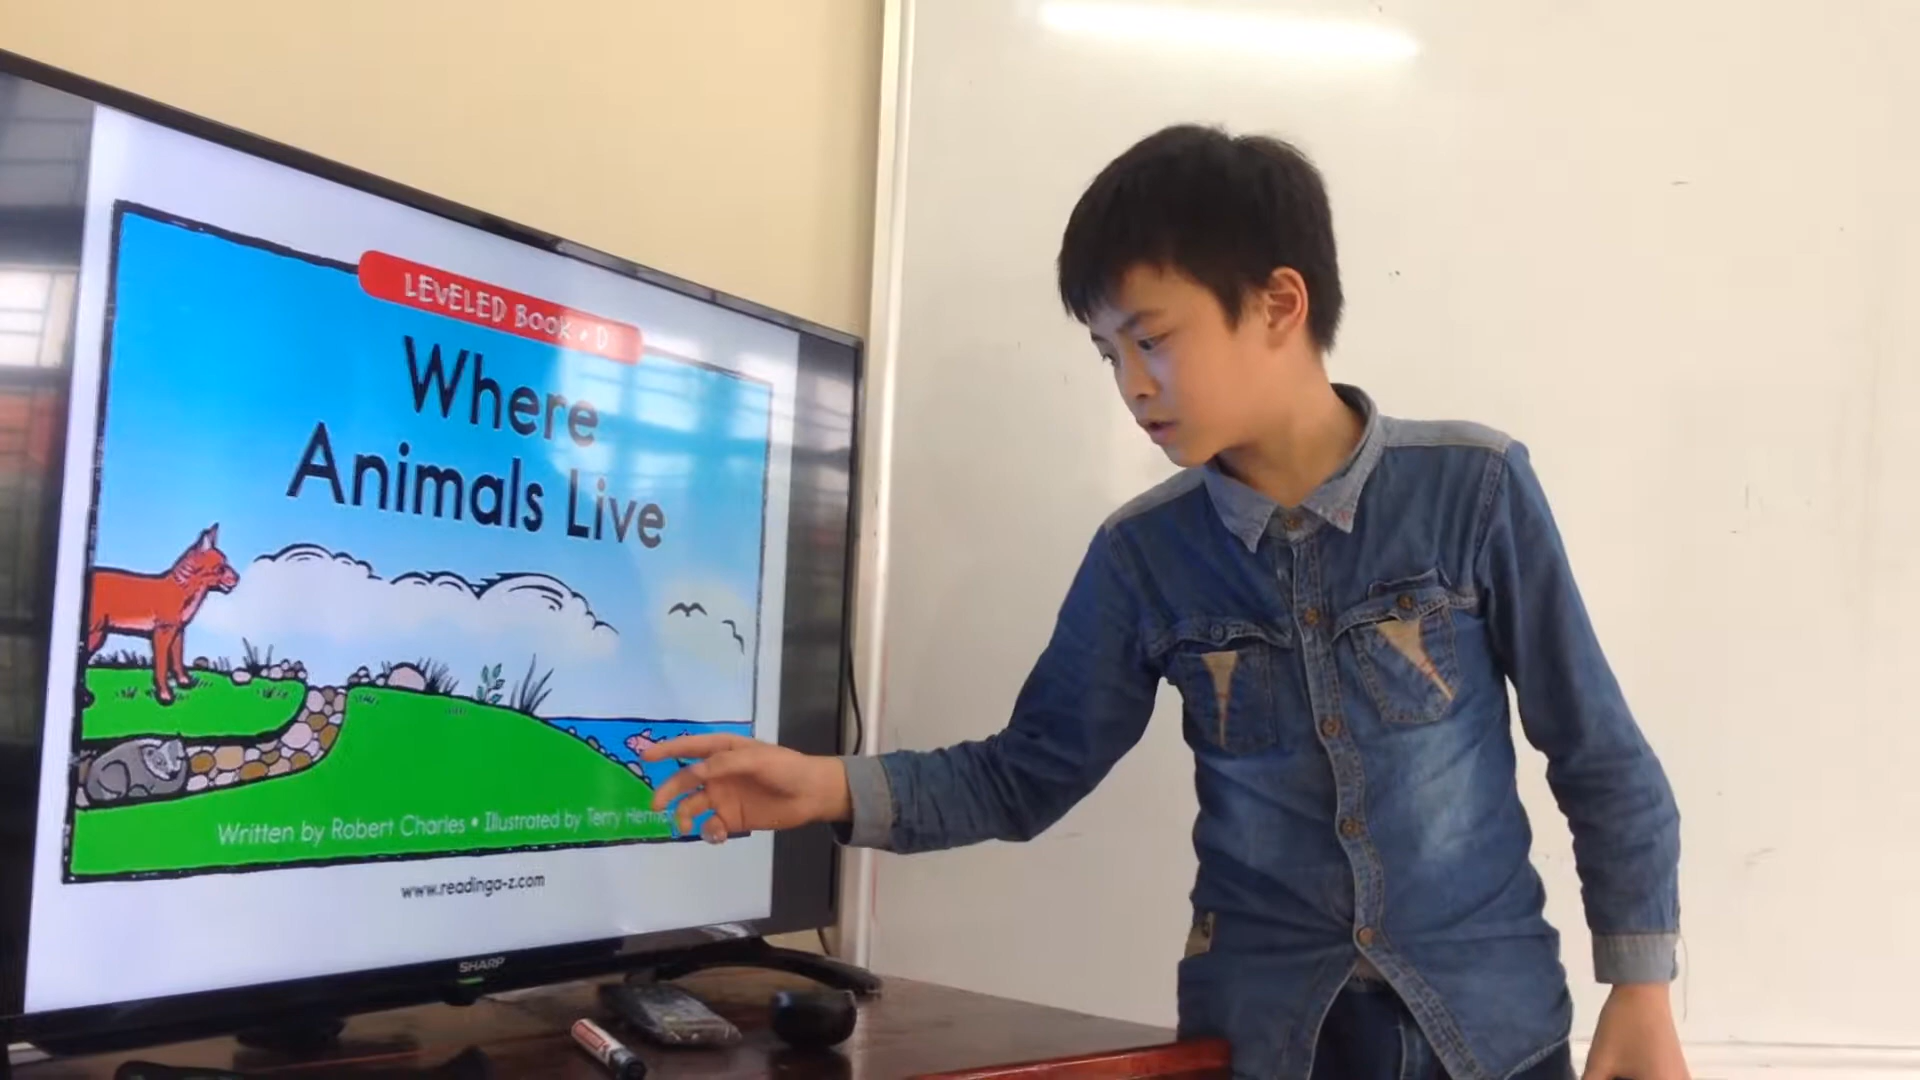 LEVELED BOOK • D
Where
Animals Live
Written by Robert Charles • Illustrated by Terry
www.readinga-z.com
SHARP